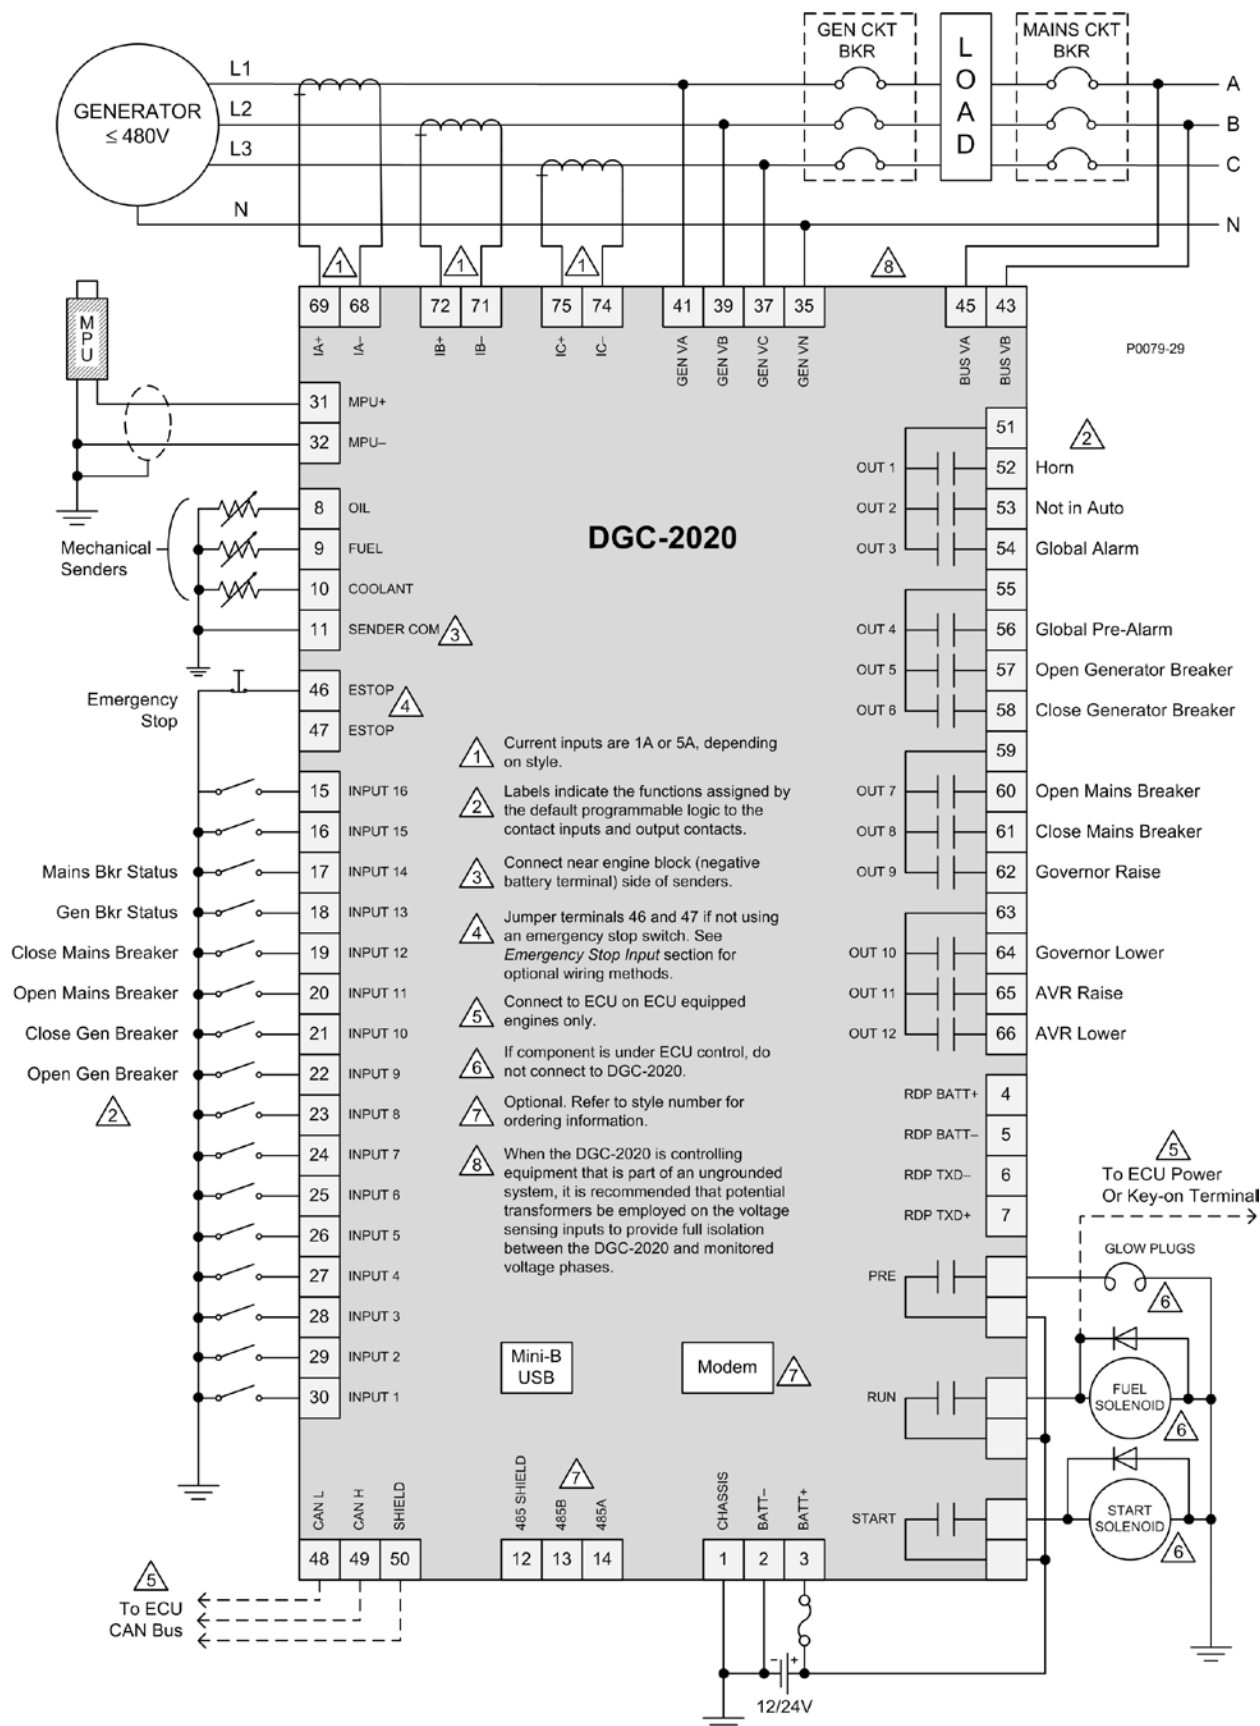 GEN CKT
BKR
LOAD
MAINS CKT
BKR
GENERATOR
≤ 480V
L1
L2
L3
N
A
B
C
N
1
1
1
8
MPU
69
68
72
71
75
74
41
39
37
35
45
43
IA+
IA–
IB+
IB–
IC+
IC–
GEN VA
GEN VB
GEN VC
GEN VN
BUS VA
BUS VB
P0079-29
31 MPU+
32 MPU–
8 OIL
9 FUEL
10 COOLANT
11 SENDER COM
3
Mechanical
Senders
DGC-2020
46 ESTOP
47 ESTOP
4
Emergency
Stop
15 INPUT 16
16 INPUT 15
Mains Bkr Status 17 INPUT 14
Gen Bkr Status 18 INPUT 13
Close Mains Breaker 19 INPUT 12
Open Mains Breaker 20 INPUT 11
Close Gen Breaker 21 INPUT 10
Open Gen Breaker 22 INPUT 9
2
23 INPUT 8
24 INPUT 7
25 INPUT 6
26 INPUT 5
27 INPUT 4
28 INPUT 3
29 INPUT 2
30 INPUT 1
1 Current inputs are 1A or 5A, depending
on style.
2 Labels indicate the functions assigned by
the default programmable logic to the
contact inputs and output contacts.
3 Connect near engine block (negative
battery terminal) side of senders.
4 Jumper terminals 46 and 47 if not using
an emergency stop switch. See
Emergency Stop Input section for
optional wiring methods.
5 Connect to ECU on ECU equipped
engines only.
6 If component is under ECU control, do
not connect to DGC-2020.
7 Optional. Refer to style number for
ordering information.
8 When the DGC-2020 is controlling
equipment that is part of an ungrounded
system, it is recommended that potential
transformers be employed on the voltage
sensing inputs to provide full isolation
between the DGC-2020 and monitored
voltage phases.
51
2
OUT 1 52 Horn
OUT 2 53 Not in Auto
OUT 3 54 Global Alarm
55
OUT 4 56 Global Pre-Alarm
OUT 5 57 Open Generator Breaker
OUT 6 58 Close Generator Breaker
59
OUT 7 60 Open Mains Breaker
OUT 8 61 Close Mains Breaker
OUT 9 62 Governor Raise
63
OUT 10 64 Governor Lower
OUT 11 65 AVR Raise
OUT 12 66 AVR Lower
RDP BATT+ 4
RDP BATT– 5
RDP TXD– 6
RDP TXD+ 7
5
To ECU Power
Or Key-on Terminal
PRE
GLOW PLUGS
6
RUN
FUEL
SOLENOID
6
START
START
SOLENOID
6
Mini-B
USB
Modem
7
CAN L
CAN H
SHIELD
485 SHIELD
485B
485A
7
CHASSIS
BATT–
BATT+
48
49
50
12
13
14
1
2
3
5
To ECU
CAN Bus
- +
12/24V